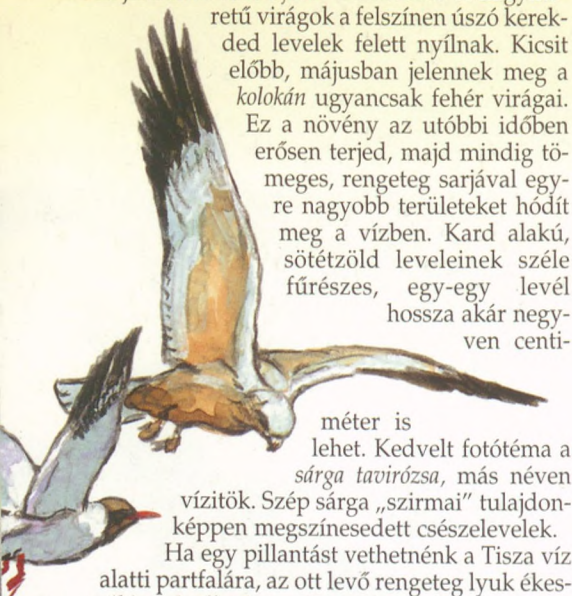 retű virágok a felszínen úszó kerek-
ded levelek felett nyílnak. Kicsit
előbb, májusban jelennek meg a
kolokán ugyancsak fehér virágai.
Ez a növény az utóbbi időben
erősen terjed, majd mindig tö-
meges, rengeteg sarjával egy-
re nagyobb területeket hódít
meg a vízben. Kard alakú,
sötétzöld leveleinek széle
fűrészes, egy-egy levél
hossza akár negy-
ven centi-
méter is
lehet. Kedvelt fotótéma a
sárga tavirózsa, más néven
vízitök. Szép sárga „szirmai” tulajdon-
képpen megszínesedett csészelevelek.
Ha egy pillantást vethetnénk a Tisza víz
alatti partfalára, az ott levő rengeteg lyuk ékes-